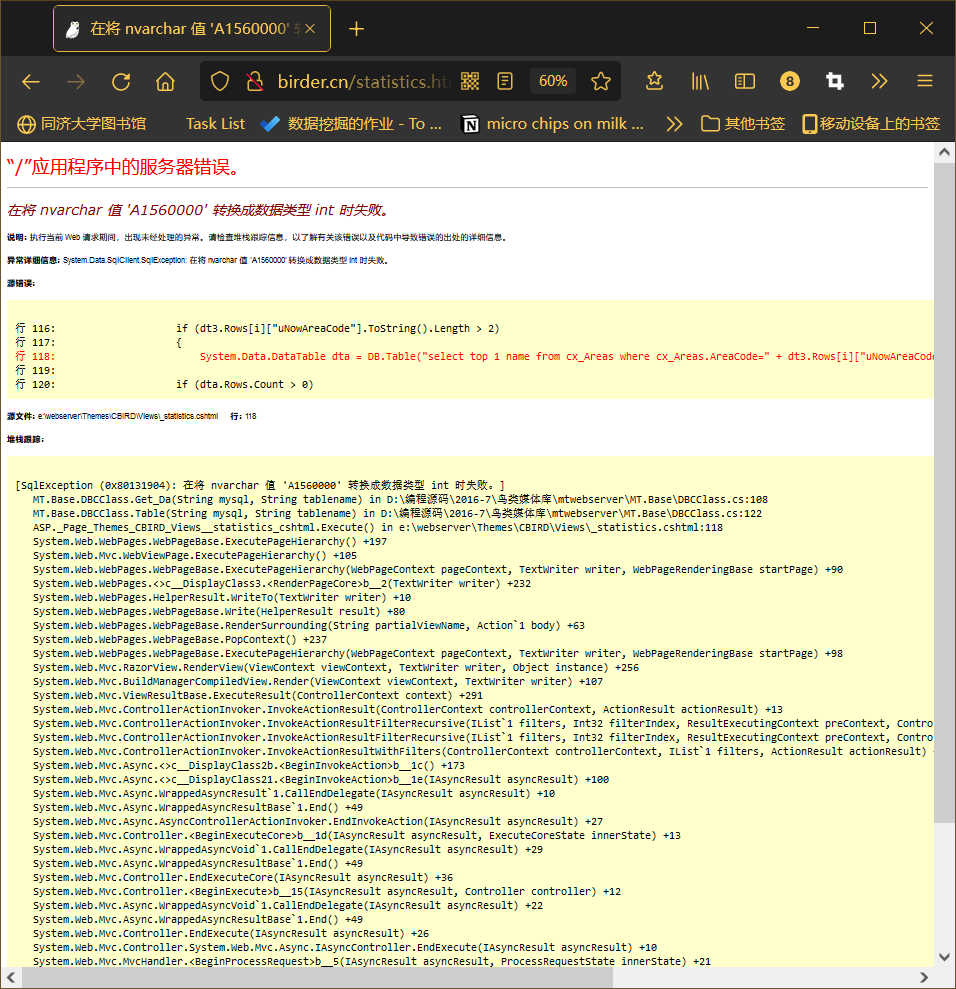 在将 nvarchar 值 'A1560000'
birder.cn/statistics.ht
60%
8
同济大学图书馆
Task List
数据挖掘的作业 - To ...
micro chips on milk ...
其他书签
移动设备上的书签
“/”应用程序中的服务器错误。
在将 nvarchar 值 'A1560000' 转换成数据类型 int 时失败。
说明: 执行当前 Web 请求期间，出现未经处理的异常。请检查堆栈跟踪信息，以了解有关该错误以及代码中导致错误的出处的详细信息。
异常详细信息: System.Data.SqlClient.SqlException: 在将 nvarchar 值 'A1560000' 转换成数据类型 int 时失败。
源错误:
行 116: if (dt3.Rows[i]["uNowAreaCode"].ToString().Length > 2)
行 117: {
行 118: System.Data.DataTable dta = DB.Table("select top 1 name from cx_Areas where cx_Areas.AreaCode=" + dt3.Rows[i]["uNowAreaCode
行 119:
行 120: if (dta.Rows.Count > 0)
源文件: e:\webserver\Themes\CBIRD\Views\_statistics.cshtml 行: 118
堆栈跟踪:
[SqlException (0x80131904): 在将 nvarchar 值 'A1560000' 转换成数据类型 int 时失败。]
MT.Base.DBCClass.Get_Da(String mysql, String tablename) in D:\编程源码\2016-7\鸟类媒体库\mtwebserver\MT.Base\DBCClass.cs:108
MT.Base.DBCClass.Table(String mysql, String tablename) in D:\编程源码\2016-7\鸟类媒体库\mtwebserver\MT.Base\DBCClass.cs:122
ASP._Page_Themes_CBIRD_Views__statistics_cshtml.Execute() in e:\webserver\Themes\CBIRD\Views\_statistics.cshtml:118
System.Web.WebPages.WebPageBase.ExecutePageHierarchy() +197
System.Web.Mvc.WebViewPage.ExecutePageHierarchy() +105
System.Web.WebPages.WebPageBase.ExecutePageHierarchy(WebPageContext pageContext, TextWriter writer, WebPageRenderingBase startPage) +90
System.Web.WebPages.<>c__DisplayClass3.<RenderPageCore>b__2(TextWriter writer) +232
System.Web.WebPages.HelperResult.WriteTo(TextWriter writer) +10
System.Web.WebPages.WebPageBase.Write(HelperResult result) +80
System.Web.WebPages.WebPageBase.RenderSurrounding(String partialViewName, Action`1 body) +63
System.Web.WebPages.WebPageBase.PopContext() +237
System.Web.WebPages.WebPageBase.ExecutePageHierarchy(WebPageContext pageContext, TextWriter writer, WebPageRenderingBase startPage) +98
System.Web.Mvc.RazorView.RenderView(ViewContext viewContext, TextWriter writer, Object instance) +256
System.Web.Mvc.BuildManagerCompiledView.Render(ViewContext viewContext, TextWriter writer) +107
System.Web.Mvc.ViewResultBase.ExecuteResult(ControllerContext context) +291
System.Web.Mvc.ControllerActionInvoker.InvokeActionResult(ControllerContext controllerContext, ActionResult actionResult) +13
System.Web.Mvc.ControllerActionInvoker.InvokeActionResultFilterRecursive(IList`1 filters, Int32 filterIndex, ResultExecutingContext preContext, Contro
System.Web.Mvc.ControllerActionInvoker.InvokeActionResultFilterRecursive(IList`1 filters, Int32 filterIndex, ResultExecutingContext preContext, Contro
System.Web.Mvc.ControllerActionInvoker.InvokeActionResultWithFilters(ControllerContext controllerContext, IList`1 filters, ActionResult actionResult)
System.Web.Mvc.Async.<>c__DisplayClass2b.<BeginInvokeAction>b__1c() +173
System.Web.Mvc.Async.<>c__DisplayClass21.<BeginInvokeAction>b__1e(IAsyncResult asyncResult) +100
System.Web.Mvc.Async.WrappedAsyncResult`1.CallEndDelegate(IAsyncResult asyncResult) +10
System.Web.Mvc.Async.WrappedAsyncResultBase`1.End() +49
System.Web.Mvc.Async.AsyncControllerActionInvoker.EndInvokeAction(IAsyncResult asyncResult) +27
System.Web.Mvc.Controller.<BeginExecuteCore>b__1d(IAsyncResult asyncResult, ExecuteCoreState innerState) +13
System.Web.Mvc.Async.WrappedAsyncVoid`1.CallEndDelegate(IAsyncResult asyncResult) +29
System.Web.Mvc.Async.WrappedAsyncResultBase`1.End() +49
System.Web.Mvc.Controller.EndExecuteCore(IAsyncResult asyncResult) +36
System.Web.Mvc.Controller.<BeginExecute>b__15(IAsyncResult asyncResult, Controller controller) +12
System.Web.Mvc.Async.WrappedAsyncVoid`1.CallEndDelegate(IAsyncResult asyncResult) +22
System.Web.Mvc.Async.WrappedAsyncResultBase`1.End() +49
System.Web.Mvc.Controller.EndExecute(IAsyncResult asyncResult) +26
System.Web.Mvc.Controller.System.Web.Mvc.Async.IAsyncController.EndExecute(IAsyncResult asyncResult) +10
System.Web.Mvc.MvcHandler.<BeginProcessRequest>b__5(IAsyncResult asyncResult, ProcessRequestState innerState) +21